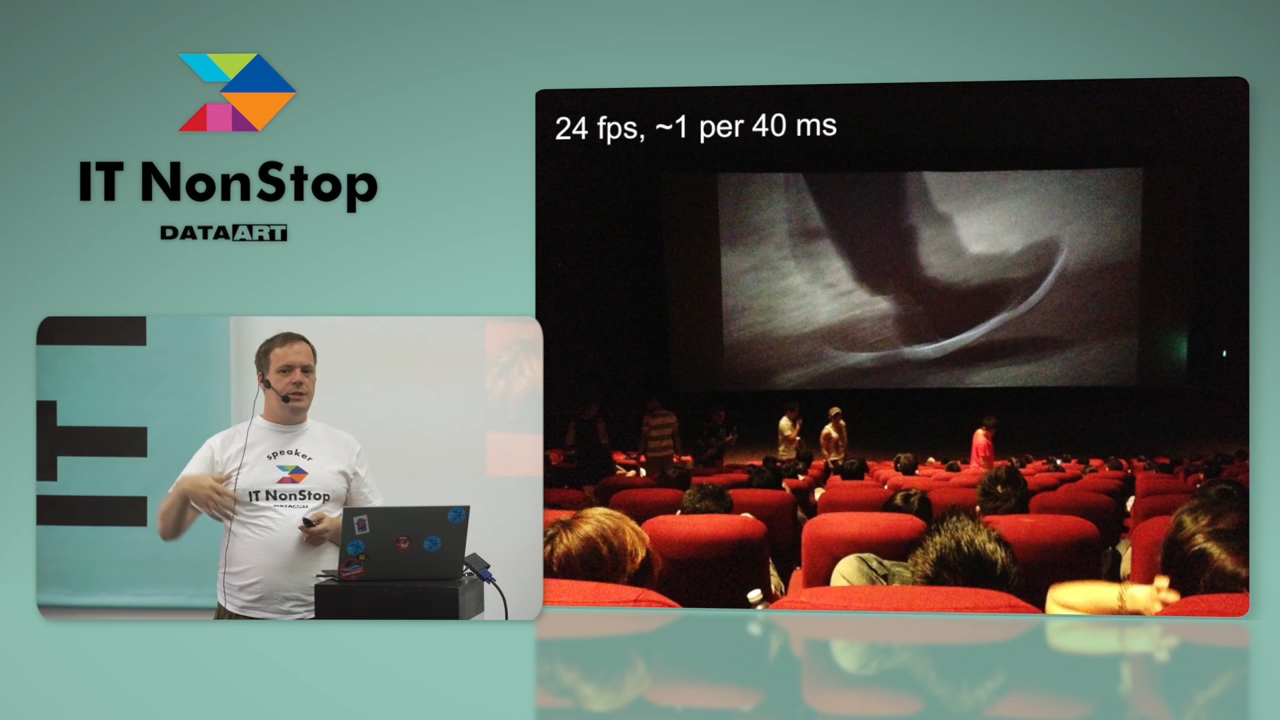 IT NonStop
DATAART
24 fps, ~1 per 40 ms
speaker
IT NonStop